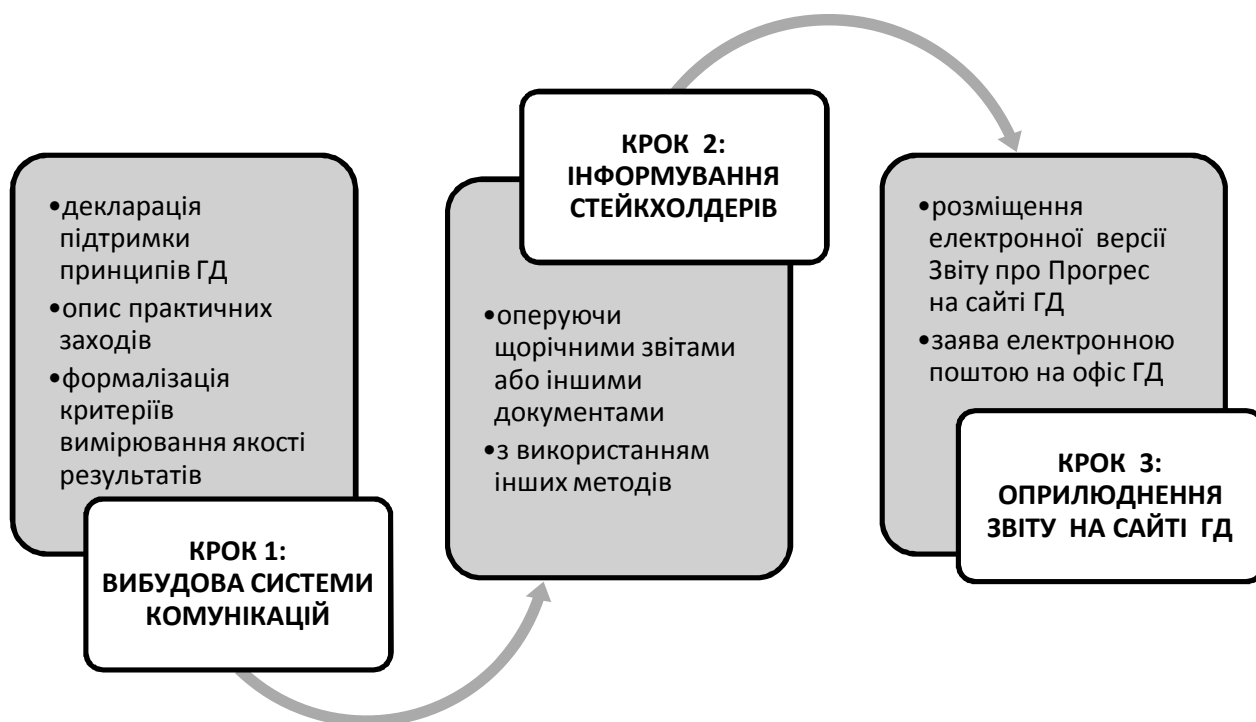 •декларація
підтримки
принципів ГД
•опис практичних
заходів
•формалізація
критеріїв
вимірювання якості
результатів
КРОК 1:
ВИБУДОВА СИСТЕМИ
КОМУНІКАЦІЙ
КРОК 2:
ІНФОРМУВАННЯ
СТЕЙКХОЛДЕРІВ
•оперуючи
щорічними звітами
або іншими
документами
•з використанням
інших методів
•розміщення
електронної версії
Звіту про Прогрес
на сайті ГД
•заява електронною
поштою на офіс ГД
КРОК 3:
ОПРИЛЮДНЕННЯ
ЗВІТУ НА САЙТІ ГД